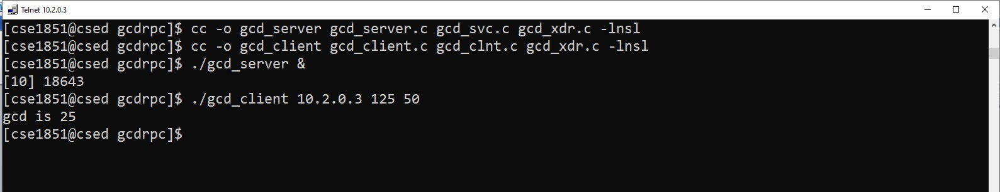 Telnet 10.2.0.3
[cse1851@csed gcdrpc]$ cc -o gcd_server gcd_server.c gcd_svc.c gcd_xdr.c -lnsl
[cse1851@csed gcdrpc]$ cc -o gcd_client gcd_client.c gcd_clnt.c gcd_xdr.c -lnsl
[cse1851@csed gcdrpc]$ ./gcd_server &
[10] 18643
[cse1851@csed gcdrpc]$ ./gcd_client 10.2.0.3 125 50
gcd is 25
[cse1851@csed gcdrpc]$